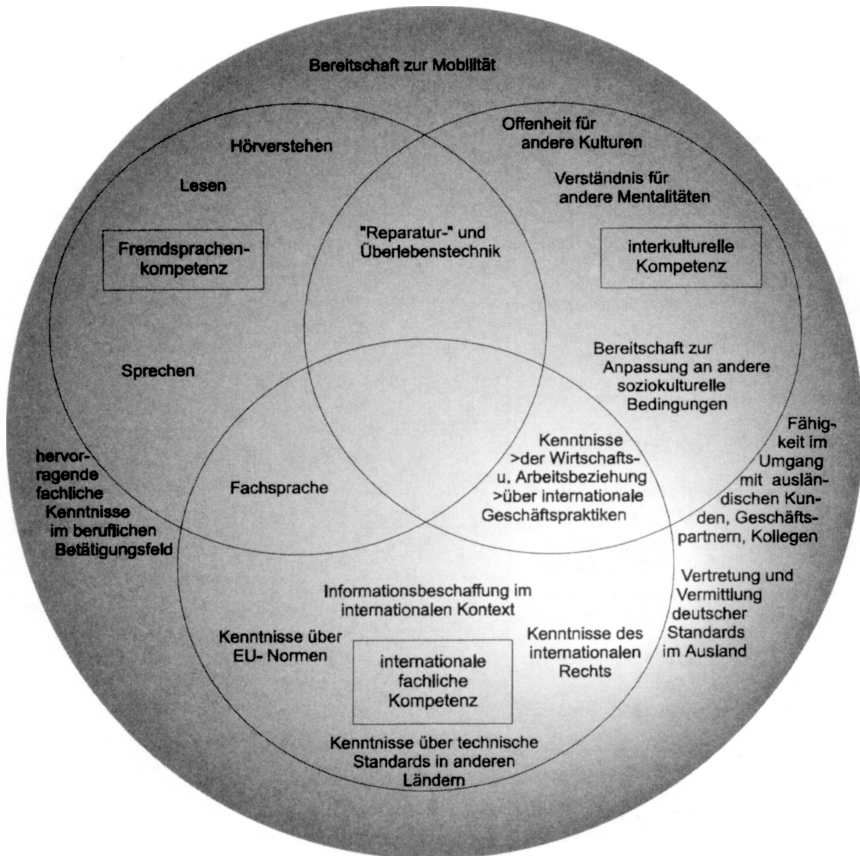 Bereitschaft zur Mobilität
Hörverstehen
Lesen
Fremdsprachen-
kompetenz
Sprechen
"Reparatur-" und
Überlebenstechnik
Offenheit für
andere Kulturen
Verständnis für
andere Mentalitäten
interkulturelle
Kompetenz
Bereitschaft zur
Anpassung an andere
soziokulturelle
Bedingungen
hervor-
ragende
fachliche
Kenntnisse
im beruflichen
Betätigungsfeld
Fachsprache
Kenntnisse
>der Wirtschafts-
u. Arbeitsbeziehung
>über internationale
Geschäftspraktiken
Fähig-
keit im
Umgang
mit auslän-
dischen Kun-
den, Geschäfts-
partnern, Kollegen
Vertretung und
Vermittlung
deutscher
Standards
im Ausland
Informationsbeschaffung im
internationalen Kontext
Kenntnisse über
EU- Normen
Kenntnisse des
internationalen
Rechts
internationale
fachliche
Kompetenz
Kenntnisse über technische
Standards in anderen
Ländern